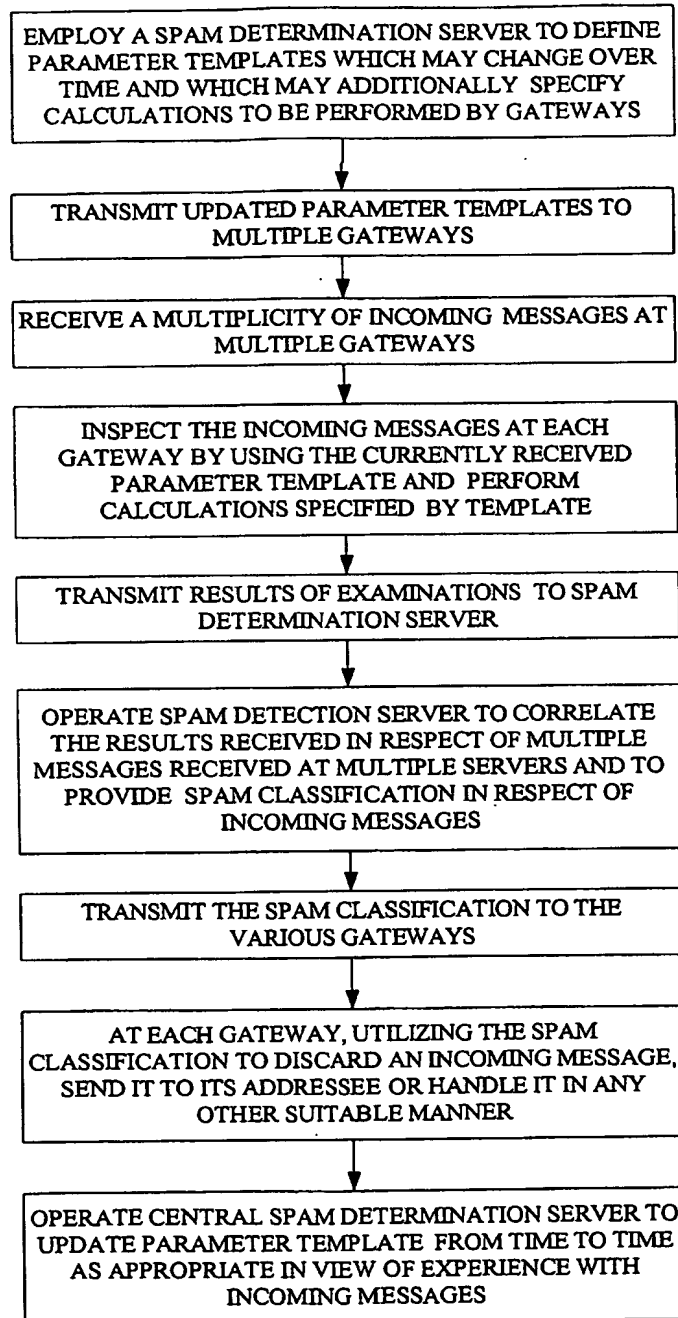 EMPLOY A SPAM DETERMINATION SERVER TO DEFINE
PARAMETER TEMPLATES WHICH MAY CHANGE OVER
TIME AND WHICH MAY ADDITIONALLY SPECIFY
CALCULATIONS TO BE PERFORMED BY GATEWAYS
TRANSMIT UPDATED PARAMETER TEMPLATES TO
MULTIPLE GATEWAYS
RECEIVE A MULTIPLICITY OF INCOMING MESSAGES AT
MULTIPLE GATEWAYS
INSPECT THE INCOMING MESSAGES AT EACH
GATEWAY BY USING THE CURRENTLY RECEIVED
PARAMETER TEMPLATE AND PERFORM
CALCULATIONS SPECIFIED BY TEMPLATE
TRANSMIT RESULTS OF EXAMINATIONS TO SPAM
DETERMINATION SERVER
OPERATE SPAM DETECTION SERVER TO CORRELATE
THE RESULTS RECEIVED IN RESPECT OF MULTIPLE
MESSAGES RECEIVED AT MULTIPLE SERVERS AND TO
PROVIDE SPAM CLASSIFICATION IN RESPECT OF
INCOMING MESSAGES
TRANSMIT THE SPAM CLASSIFICATION TO THE
VARIOUS GATEWAYS
AT EACH GATEWAY, UTILIZING THE SPAM
CLASSIFICATION TO DISCARD AN INCOMING MESSAGE,
SEND IT TO ITS ADDRESSEE OR HANDLE IT IN ANY
OTHER SUITABLE MANNER
OPERATE CENTRAL SPAM DETERMINATION SERVER TO
UPDATE PARAMETER TEMPLATE FROM TIME TO TIME
AS APPROPRIATE IN VIEW OF EXPERIENCE WITH
INCOMING MESSAGES